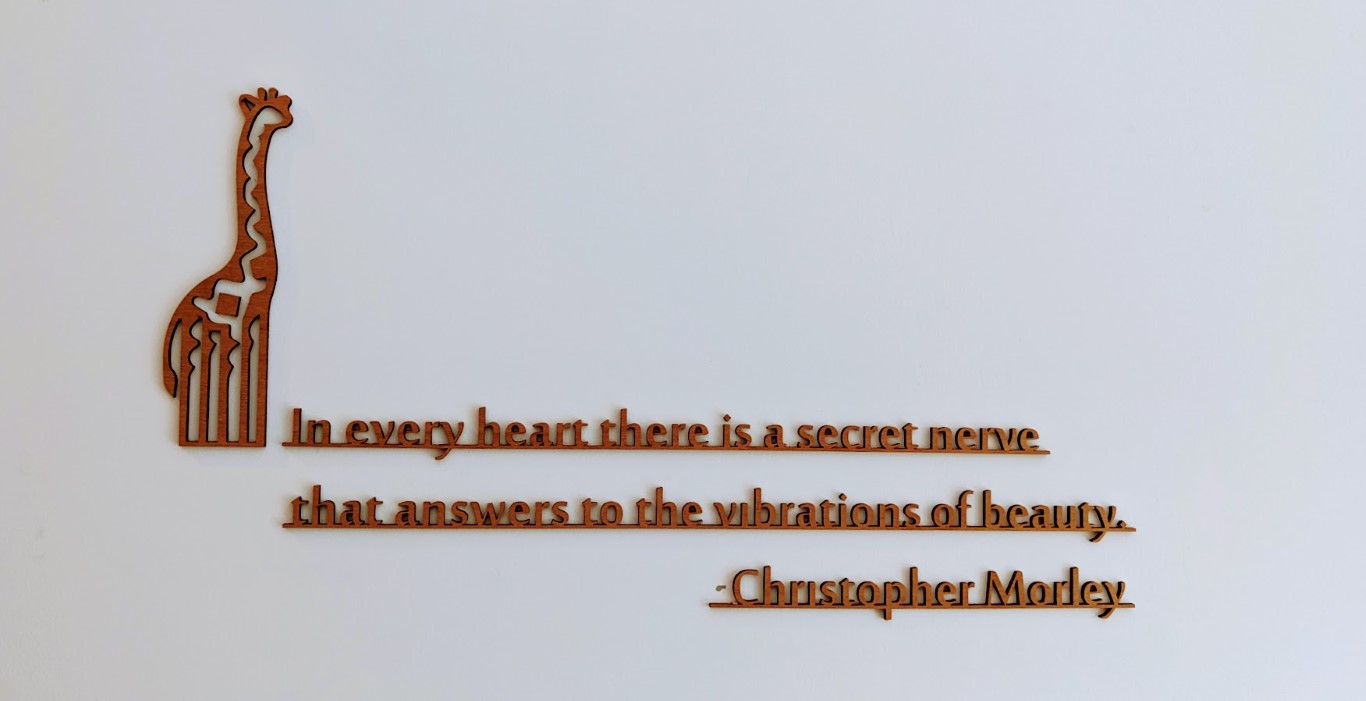 In every heart there is a secret nerve
that answers to the vibrations of beauty.
- Christopher Morley